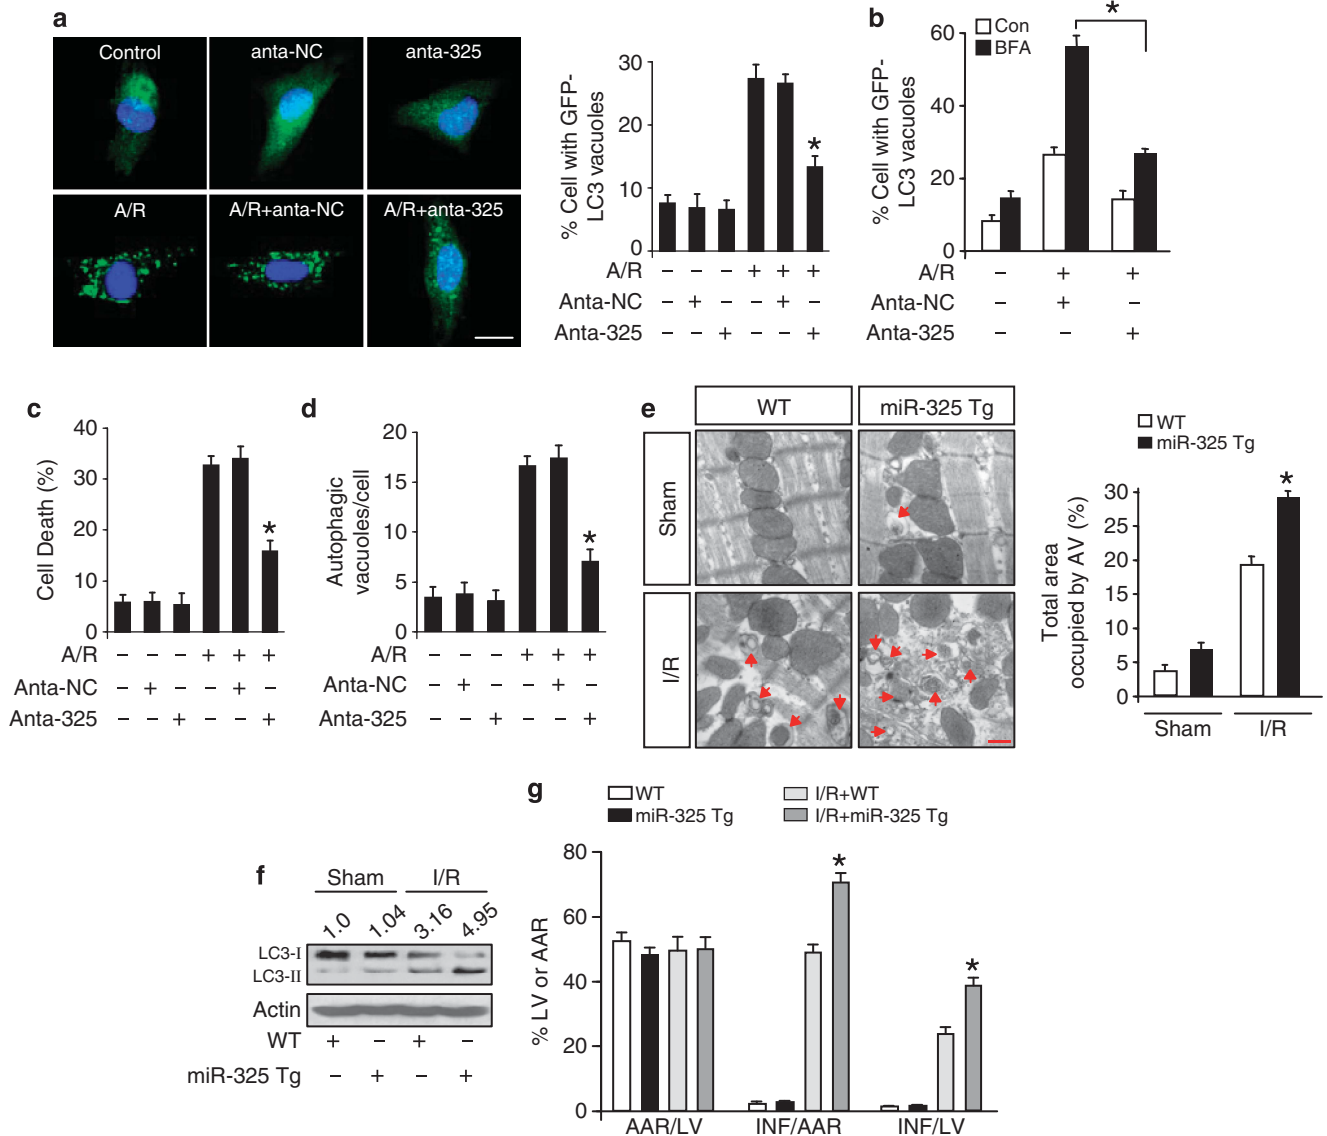 a
Control
anta-NC
anta-325
A/R
A/R+anta-NC
A/R+anta-325
% Cell with GFP-
LC3 vacuoles
30
20
10
0
A/R − − − + + +
Anta-NC − + − − + −
Anta-325 − − + − − +
*
b
Con
BFA
*
% Cell with GFP-
LC3 vacuoles
60
40
20
0
A/R − + +
Anta-NC − + −
Anta-325 − − +
c
Cell Death (%)
40
30
20
10
0
*
A/R − − − + + +
Anta-NC − + − − + −
Anta-325 − − + − − +
d
Autophagic
vacuoles/cell
20
15
10
5
0
*
− − − + + +
− + − − + −
− − + − − +
e
WT
miR-325 Tg
Sham
I/R
WT
miR-325 Tg
Total area
occupied by AV (%)
30
25
20
15
10
5
0
*
Sham
I/R
f
Sham
I/R
1.0
1.04
3.16
4.95
LC3-I
LC3-II
Actin
WT + − + −
miR-325 Tg − + − +
g
WT
miR-325 Tg
I/R+WT
I/R+miR-325 Tg
% LV or AAR
80
60
40
20
0
*
*
AAR/LV
INF/AAR
INF/LV